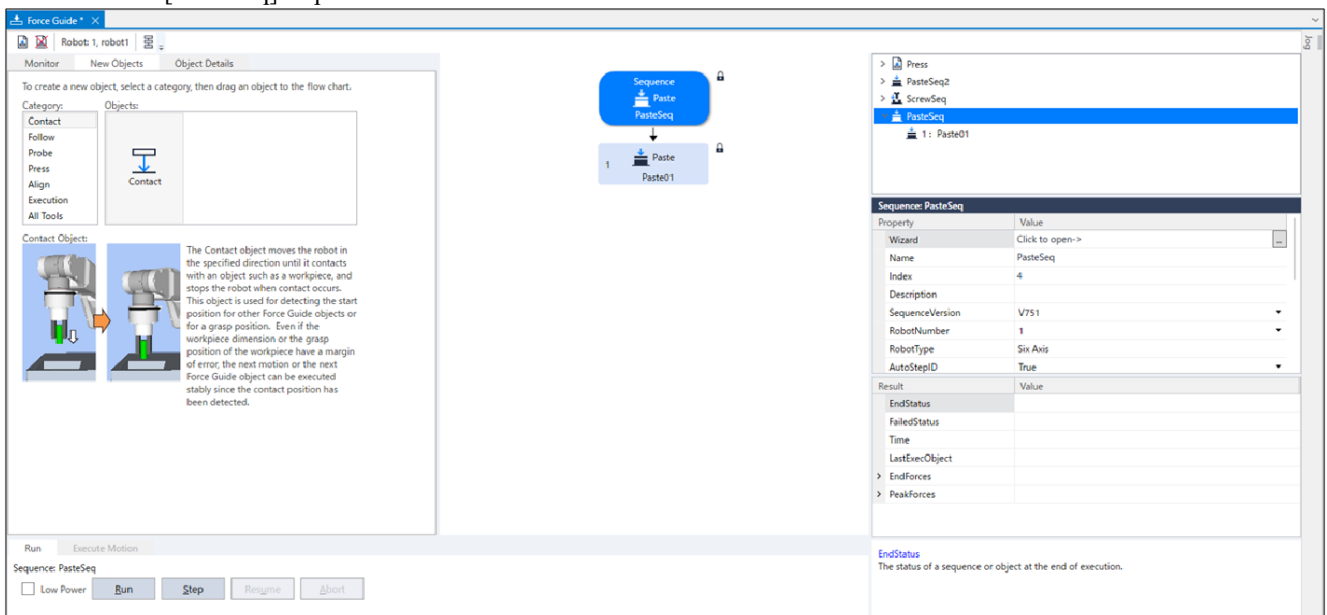 Force Guide *
Robot: 1, robot1
Jog
Monitor New Objects Object Details
To create a new object, select a category, then drag an object to the flow chart.
Category: Objects:
Contact
Follow
Probe
Press
Align
Execution
All Tools
Contact
Contact Object:
The Contact object moves the robot in
the specified direction until it contacts
with an object such as a workpiece, and
stops the robot when contact occurs.
This object is used for detecting the start
position for other Force Guide objects or
for a grasp position. Even if the
workpiece dimension or the grasp
position of the workpiece have a margin
of error, the next motion or the next
Force Guide object can be executed
stably since the contact position has
been detected.
Sequence
Paste
PasteSeq
1 Paste
Paste01
> Press
> PasteSeq2
> ScrewSeq
PasteSeq
1 : Paste01
Sequence: PasteSeq
Property Value
Wizard Click to open-> ...
Name PasteSeq
Index 4
Description
SequenceVersion V751
RobotNumber 1
RobotType Six Axis
AutoStepID True
Result Value
EndStatus
FailedStatus
Time
LastExecObject
> EndForces
> PeakForces
EndStatus
The status of a sequence or object at the end of execution.
Run Execute Motion
Sequence: PasteSeq
Low Power Run Step Resume Abort